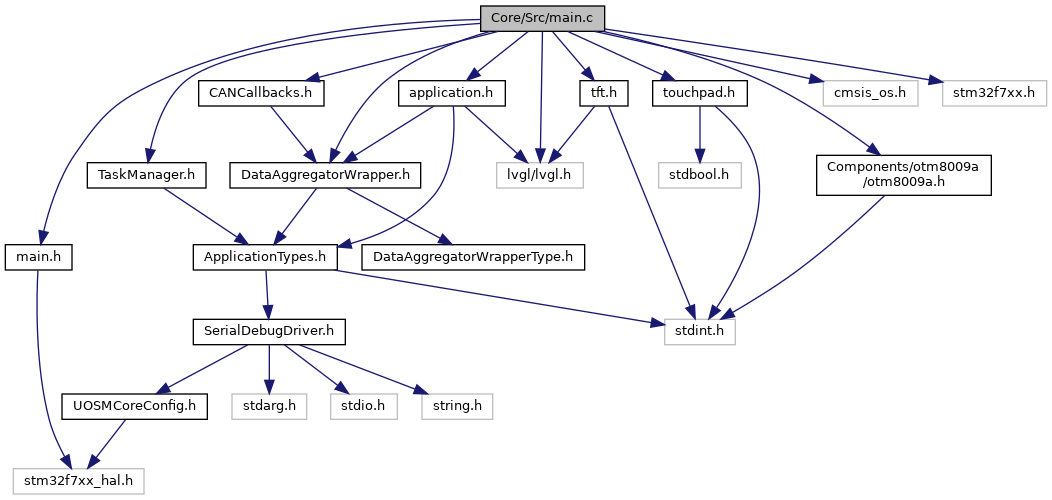 Core/Src/main.c
CANCallbacks.h
application.h
tft.h
touchpad.h
cmsis_os.h
stm32f7xx.h
TaskManager.h
DataAggregatorWrapper.h
lvgl/lvgl.h
stdbool.h
Components/otm8009a
/otm8009a.h
main.h
ApplicationTypes.h
DataAggregatorWrapperType.h
SerialDebugDriver.h
stdint.h
UOSMCoreConfig.h
stdarg.h
stdio.h
string.h
stm32f7xx_hal.h